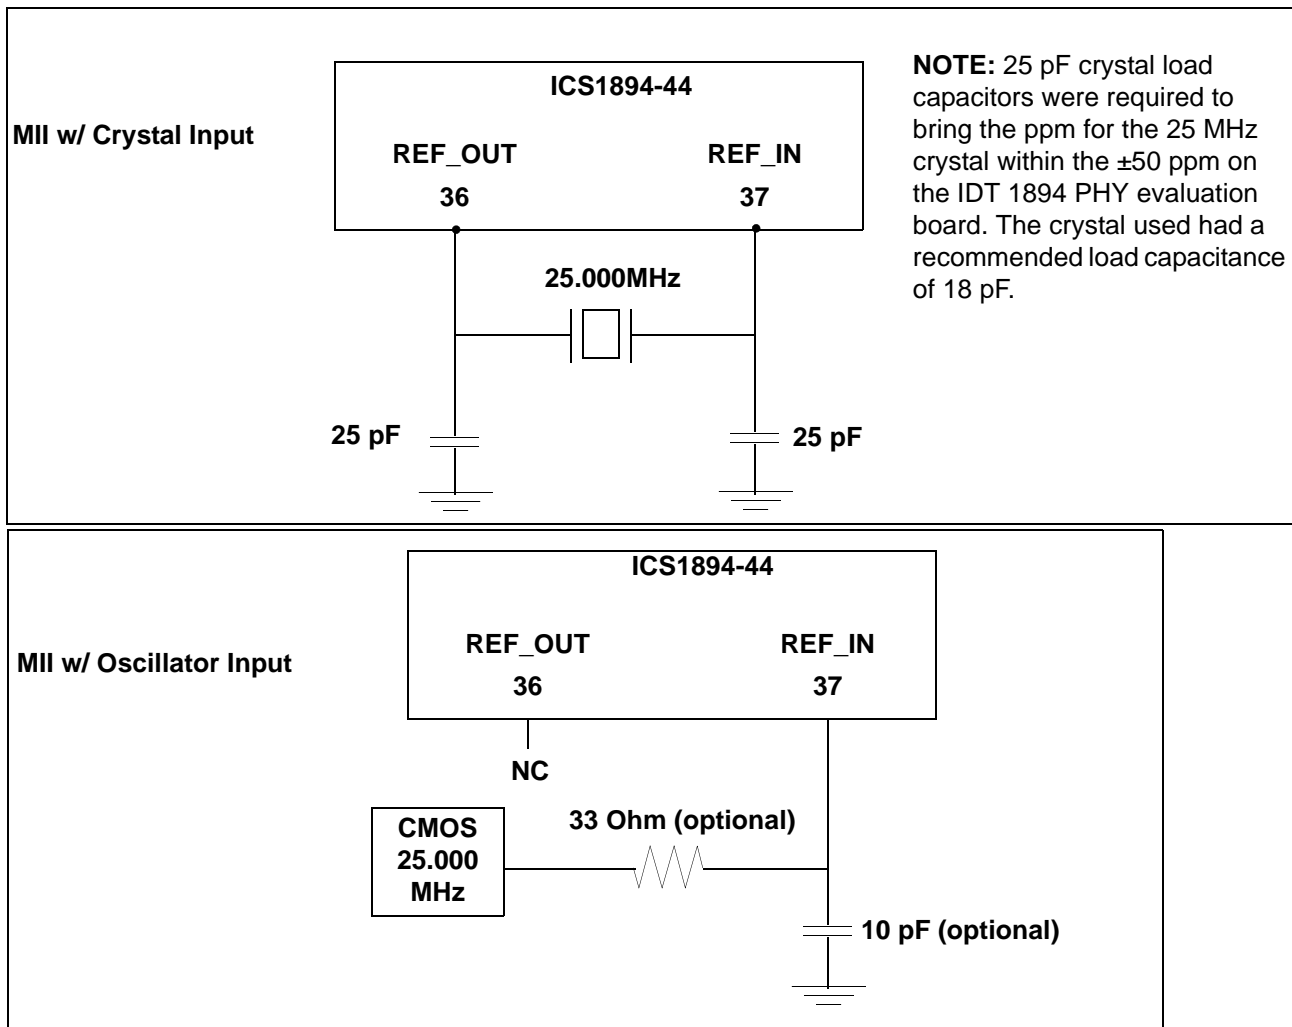 MII w/ Crystal Input
ICS1894-44
REF_OUT
REF_IN
36
37
25.000MHz
25 pF
25 pF
NOTE: 25 pF crystal load
capacitors were required to
bring the ppm for the 25 MHz
crystal within the ±50 ppm on
the IDT 1894 PHY evaluation
board. The crystal used had a
recommended load capacitance
of 18 pF.
MII w/ Oscillator Input
ICS1894-44
REF_OUT
REF_IN
36
37
NC
CMOS
25.000
MHz
33 Ohm (optional)
10 pF (optional)